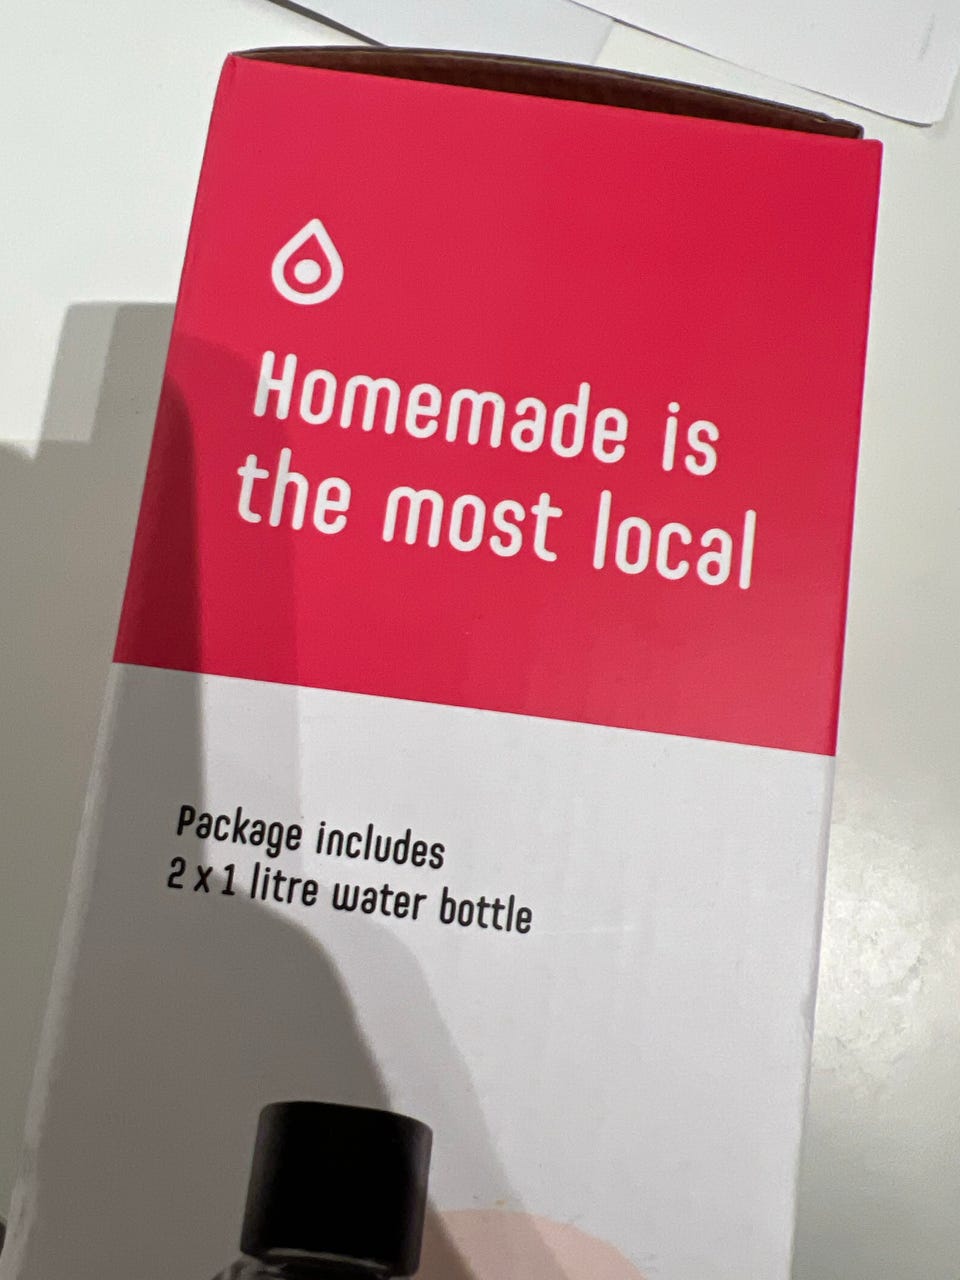 Homemade is
the most local
Package includes
2 x 1 litre water bottle